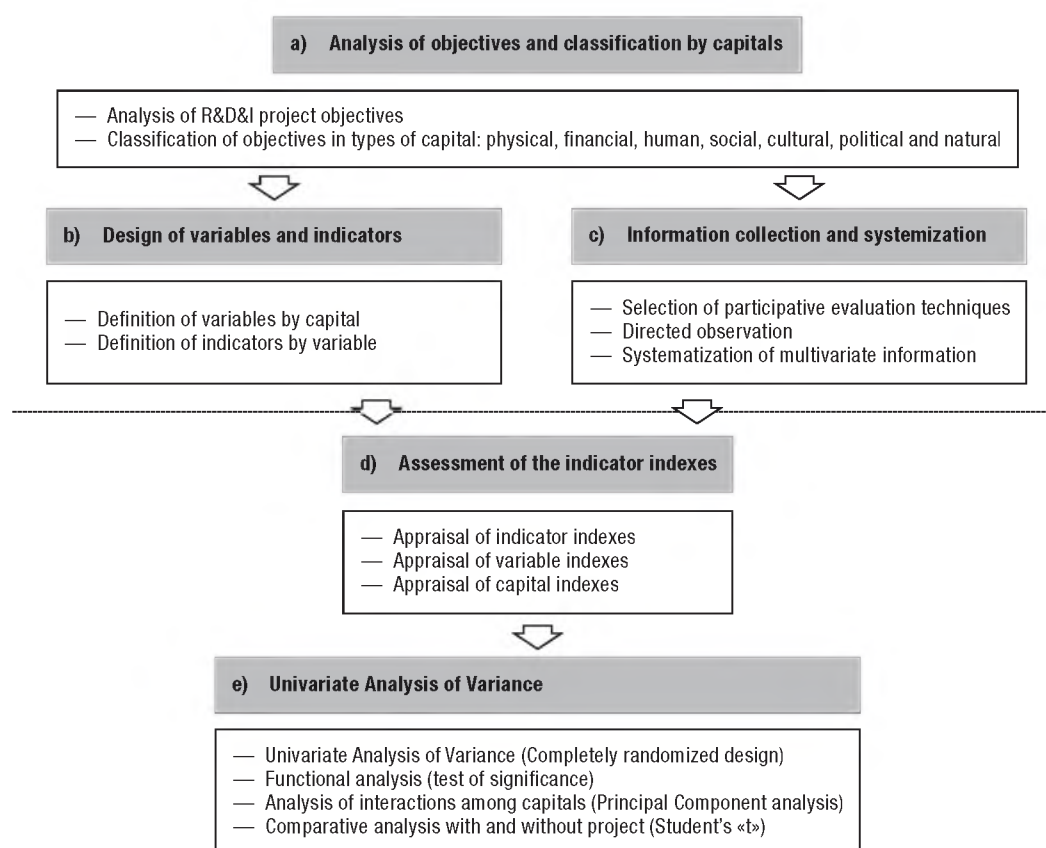 a) Analysis of objectives and classification by capitals
— Analysis of R&D&I project objectives
— Classification of objectives in types of capital: physical, financial, human, social, cultural, political and natural
b) Design of variables and indicators
— Definition of variables by capital
— Definition of indicators by variable
c) Information collection and systemization
— Selection of participative evaluation techniques
— Directed observation
— Systematization of multivariate information
d) Assessment of the indicator indexes
— Appraisal of indicator indexes
— Appraisal of variable indexes
— Appraisal of capital indexes
e) Univariate Analysis of Variance
— Univariate Analysis of Variance (Completely randomized design)
— Functional analysis (test of significance)
— Analysis of interactions among capitals (Principal Component analysis)
— Comparative analysis with and without project (Student's «t»)